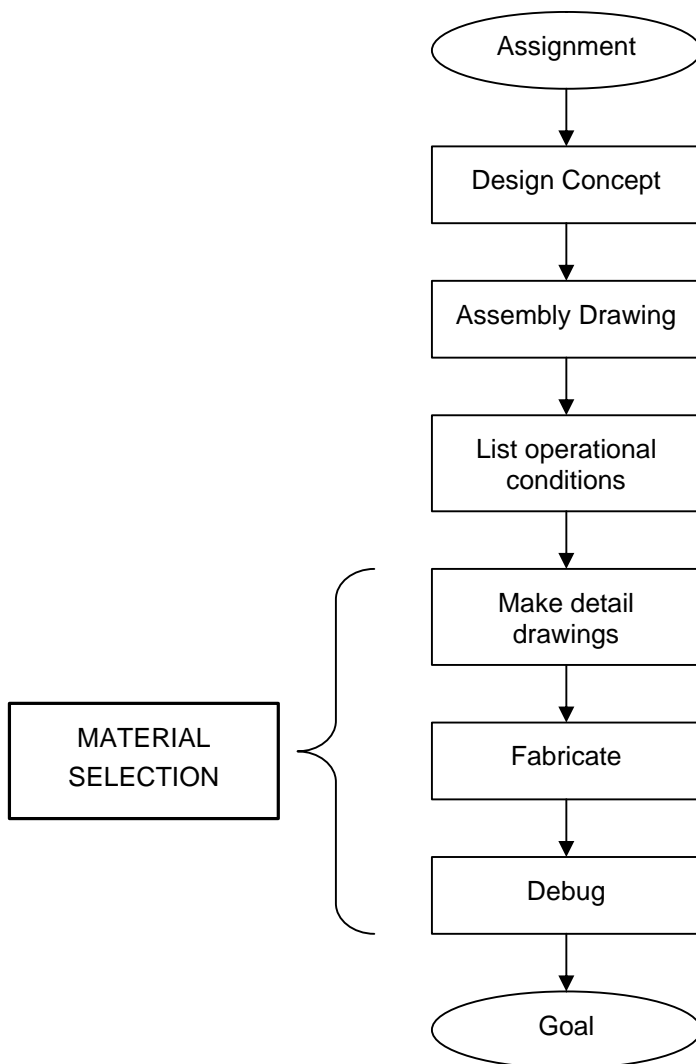 Assignment
Design Concept
Assembly Drawing
List operational
conditions
Make detail
drawings
MATERIAL
SELECTION
Fabricate
Debug
Goal